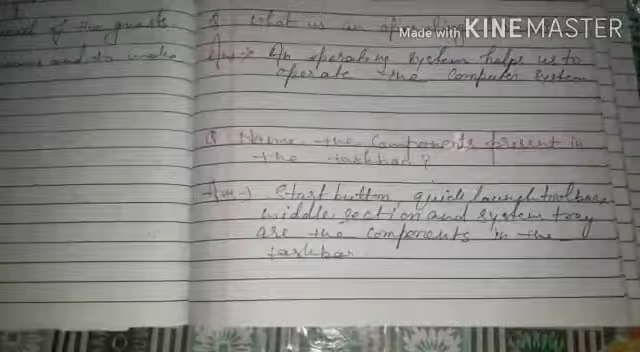 Made with KINEMASTER
Q What is an operating
Ans → An operating system helps us to
operate the computer system
Q Name the components present in
the taskbar?
Ans → Start button, quick launch toolbar,
middle section and system tray
are the components in the
taskbar